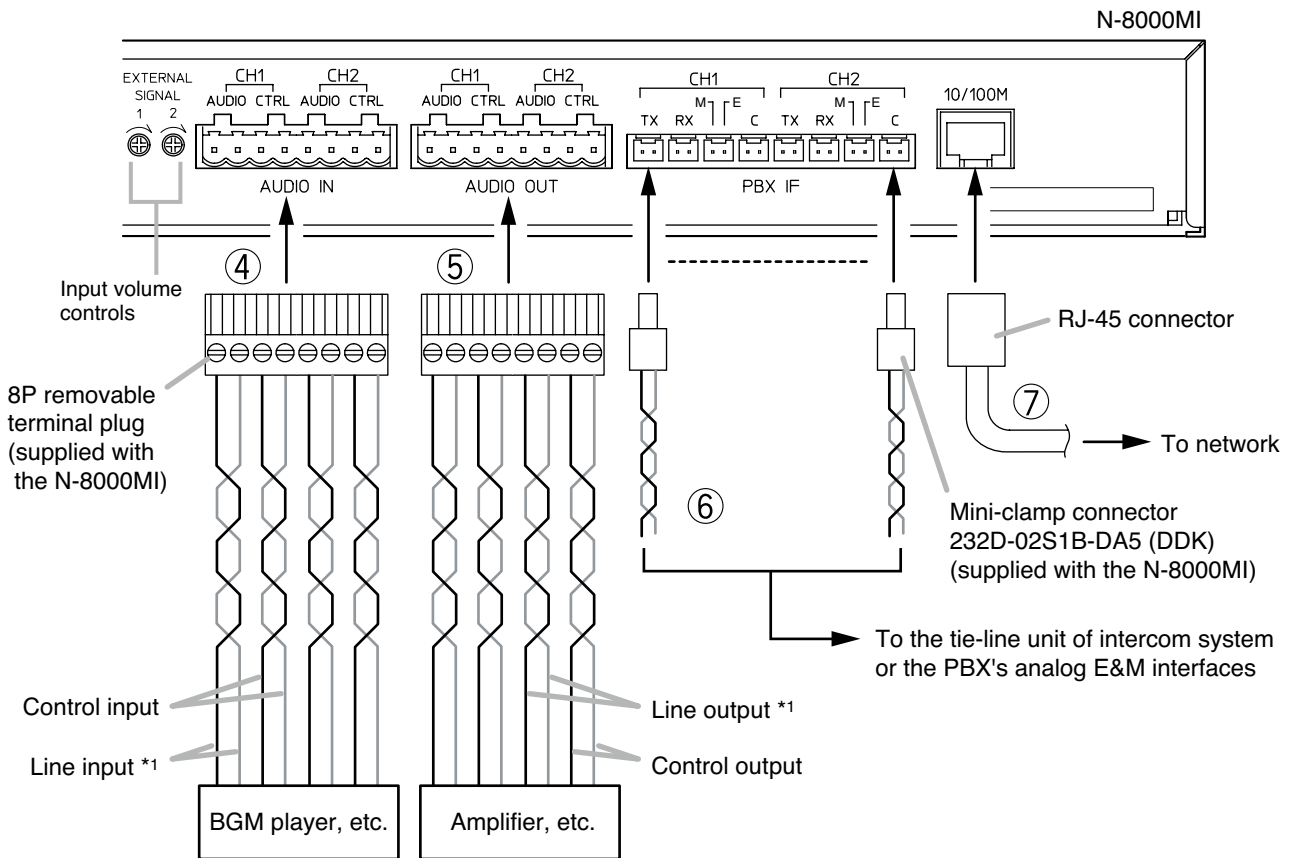 N-8000MI
EXTERNAL
SIGNAL
1 2
CH1 CH2
AUDIO CTRL AUDIO CTRL
AUDIO IN
CH1 CH2
AUDIO CTRL AUDIO CTRL
AUDIO OUT
CH1 CH2
TX RX M E C TX RX M E C
PBX IF
10/100M
Input volume
controls
④
⑤
8P removable
terminal plug
(supplied with
the N-8000MI)
RJ-45 connector
⑦
To network
⑥
Mini-clamp connector
232D-02S1B-DA5 (DDK)
(supplied with the N-8000MI)
To the tie-line unit of intercom system
or the PBX's analog E&M interfaces
Control input
Line input *1
Line output *1
Control output
BGM player, etc.
Amplifier, etc.